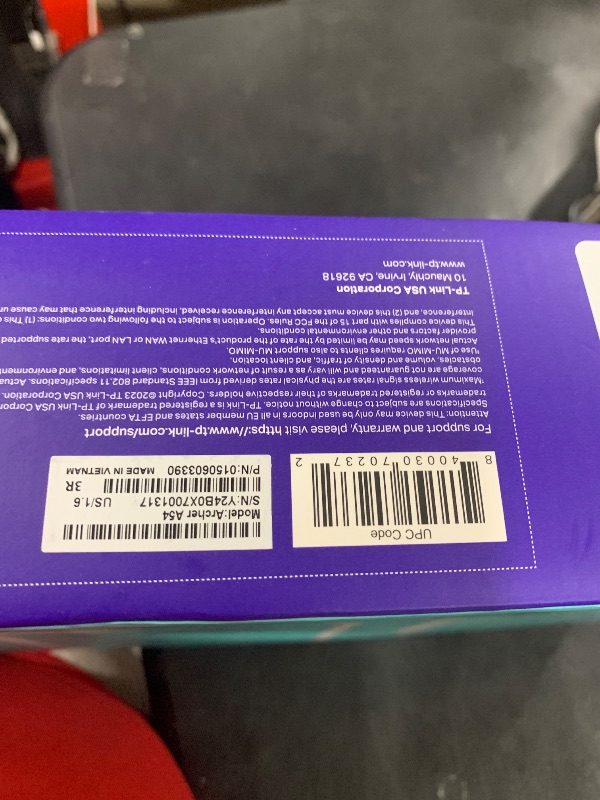 UPC Code
8 40030 70237 2
Model:Archer A54
S/N:Y24B0X7001317 US/1.6
3R
P/N:0150603390 MADE IN VIETNAM
For support and warranty, please visit https://www.tp-link.com/support
Attention: This device may only be used indoors in all EU member states and EFTA countries.
Specifications are subject to change without notice. TP-Link is a registered trademark of TP-Link Corpor
trademarks or registered trademarks of their respective holders. Copyright ©2023 TP-Link USA Corporation.
*Maximum wireless signal rates are the physical rates derived from IEEE Standard 802.11 specifications. Actua
coverage are not guaranteed and will vary as a result of network conditions, client limitations, and environment
obstacles, volume and density of traffic, and client location.
*Use of MU-MIMO requires clients to also support MU-MIMO.
Actual network speed may be limited by the rate of the product's Ethernet WAN or LAN port, the rate supported
provider factors and other environmental conditions.
This device complies with part 15 of the FCC Rules. Operation is subject to the following two conditions: (1) This
interference, and (2) this device must accept any interference received, including interference that may cause un
TP-Link USA Corporation
10 Mauchly, Irvine, CA 92618
www.tp-link.com